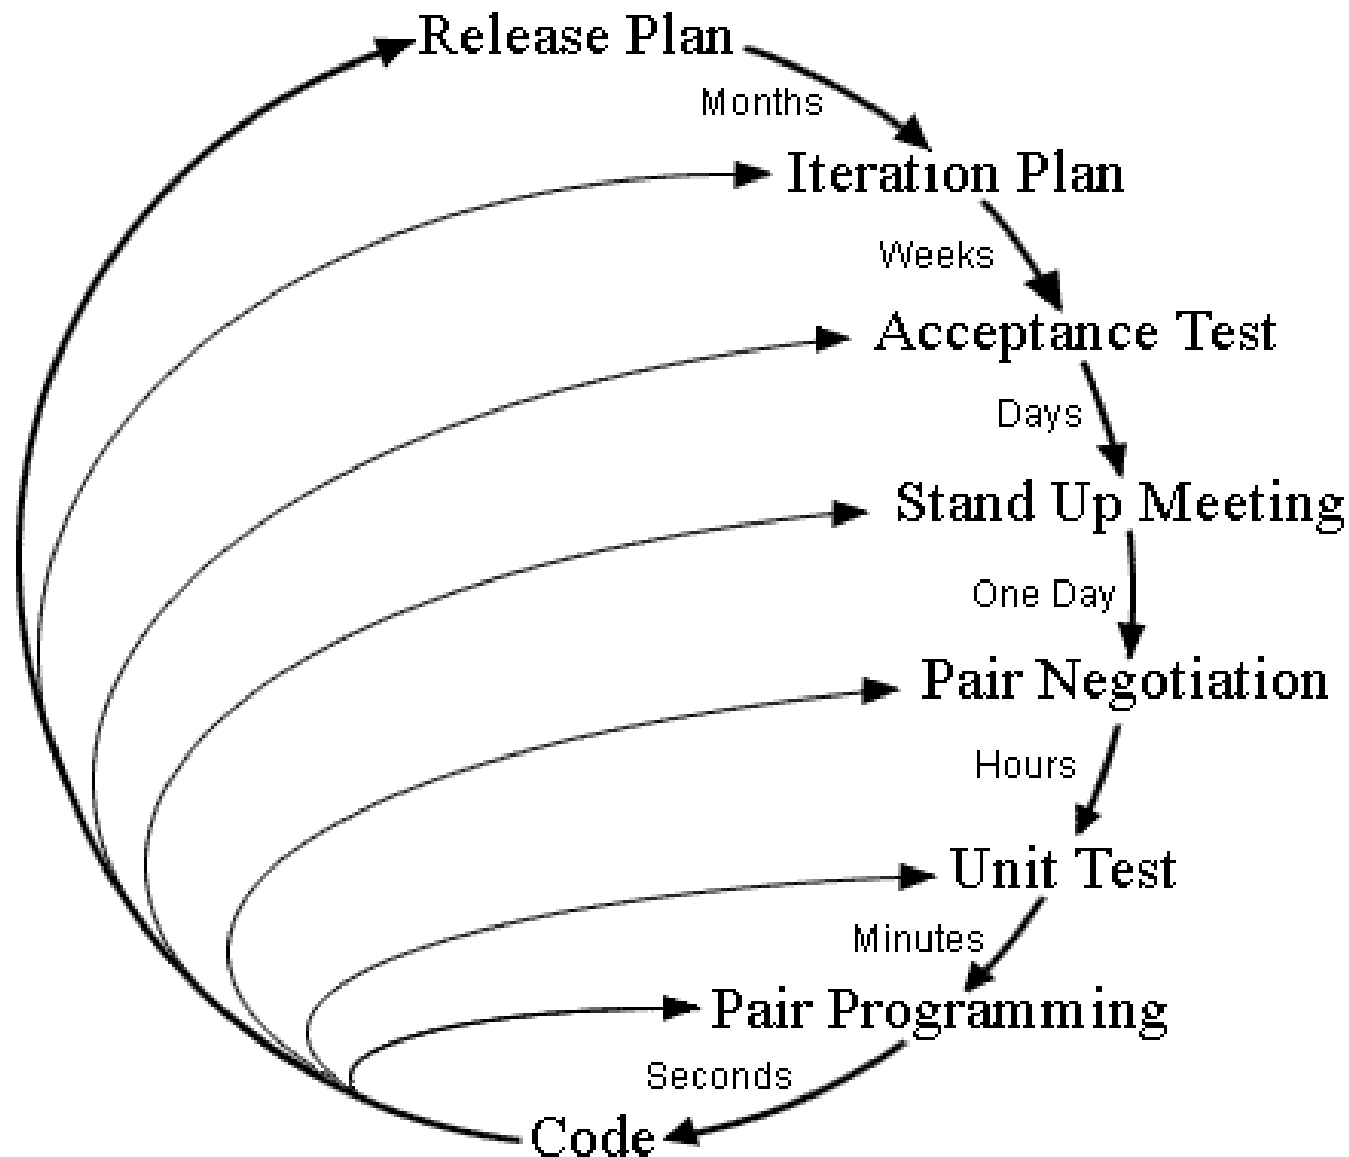 Release Plan
Months
Iteration Plan
Weeks
Acceptance Test
Days
Stand Up Meeting
One Day
Pair Negotiation
Hours
Unit Test
Minutes
Pair Programming
Seconds
Code